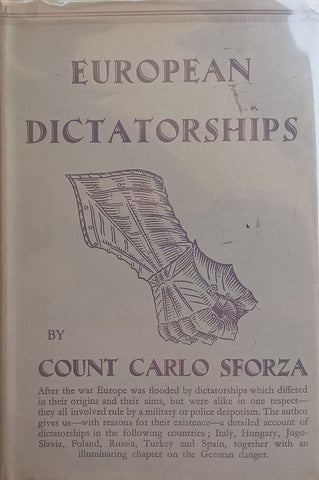 EUROPEAN
DICTATORSHIPS
BY
COUNT CARLO SFORZA
After the war Europe was flooded by dictatorships which differed
in their origins and their aims, but were alike in one respect—
they all involved rule by a military or police despotism. The author
gives us—with reasons for their existence—a detailed account of
dictatorships in the following countries ; Italy, Hungary, Jugo-
Slavia, Poland, Russia, Turkey and Spain, together with an
illuminating chapter on the German danger.